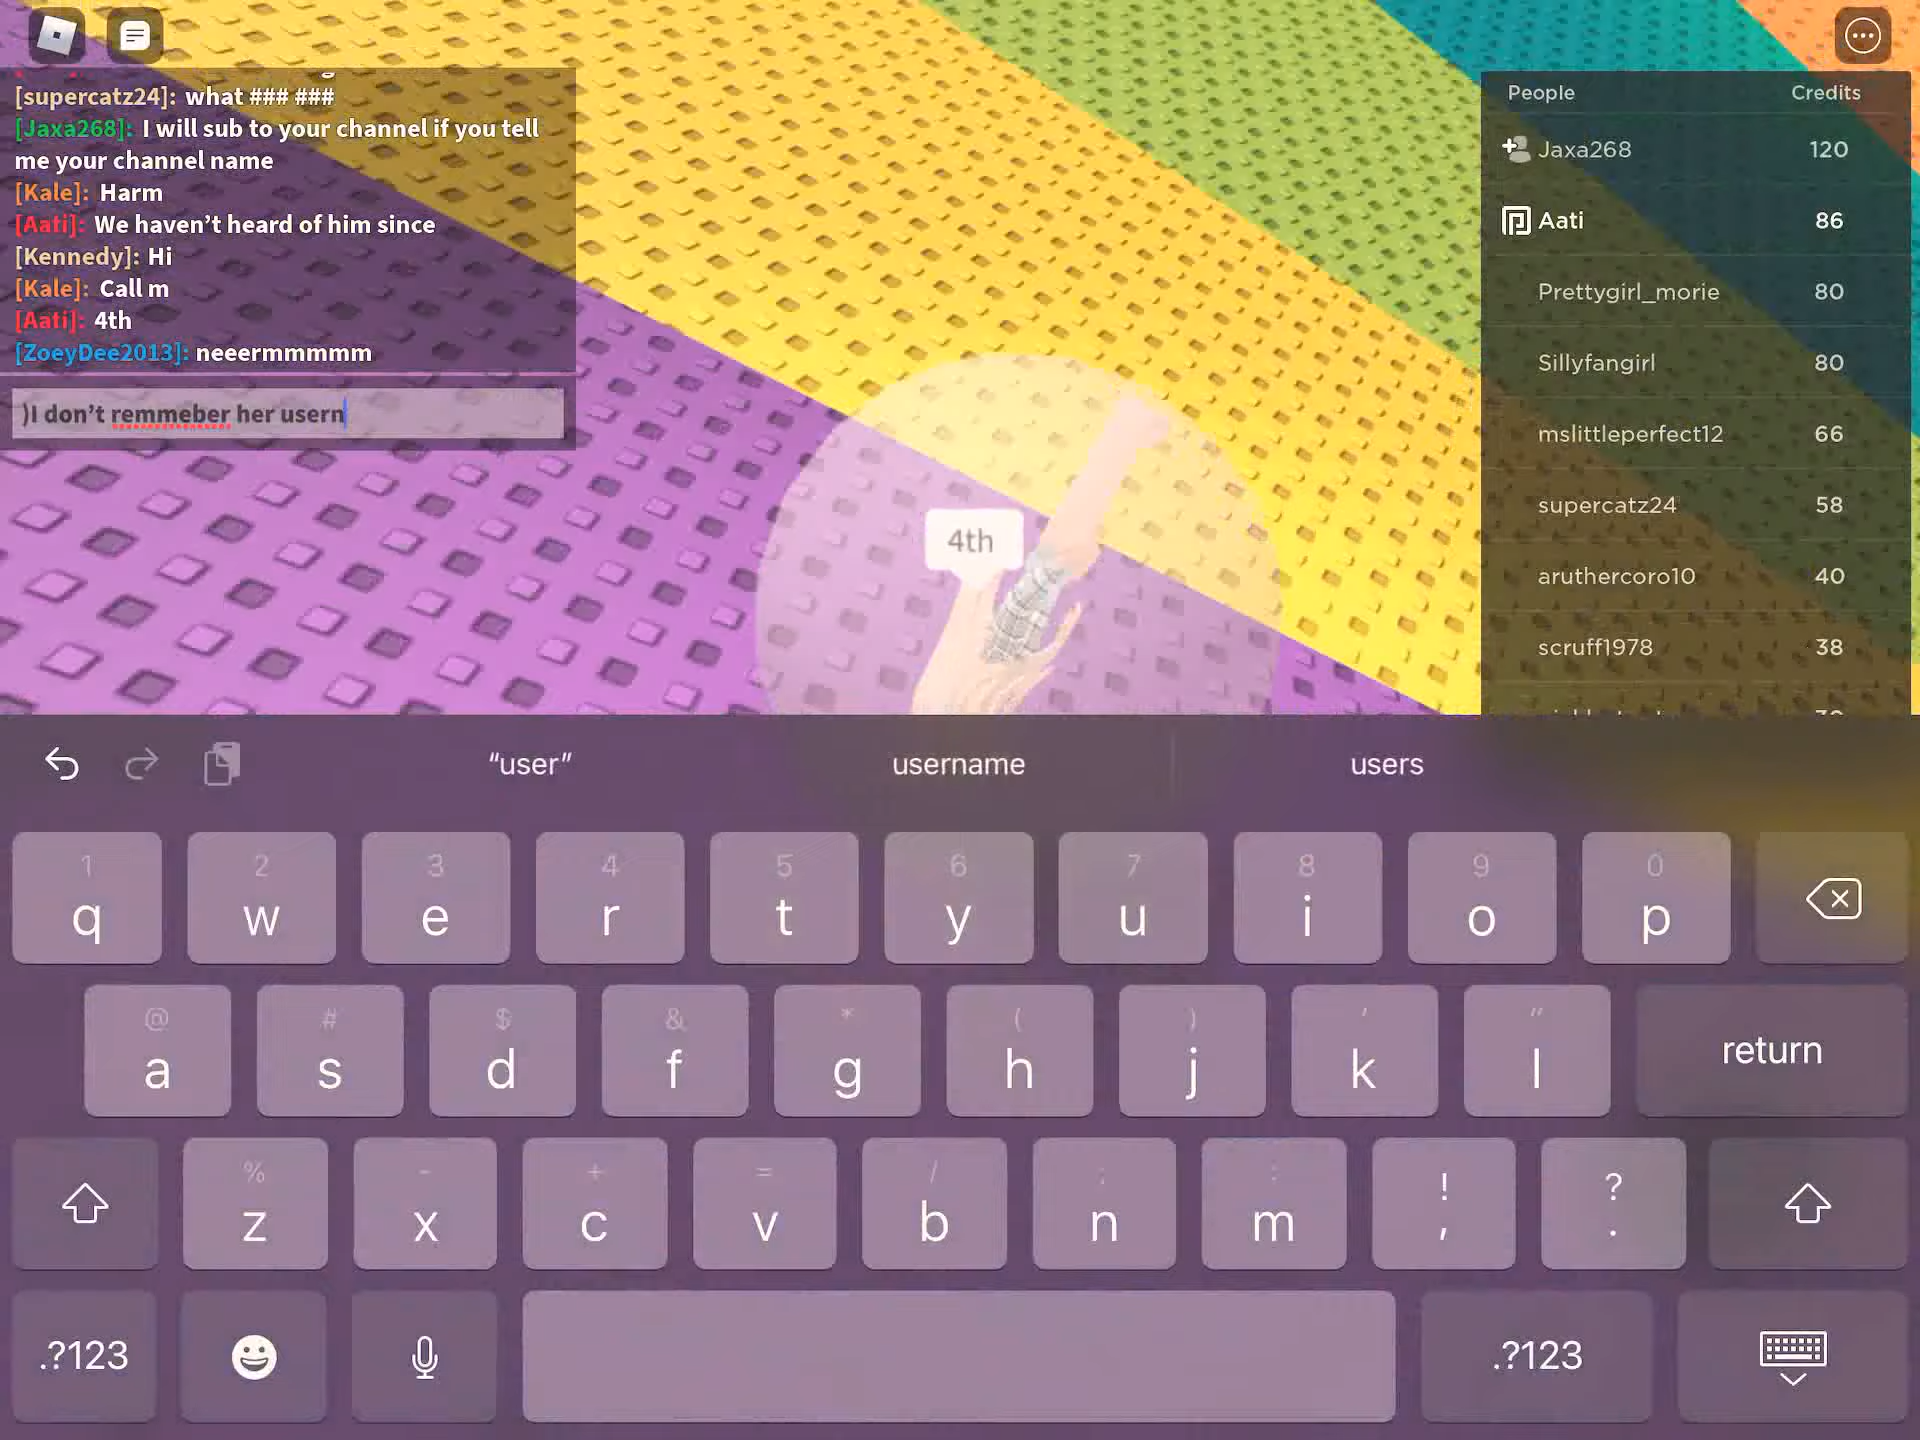 [supercatz24]: what ### ###
[Jaxa268]: I will sub to your channel if you tell
me your channel name
[Kale]: Harm
[Aati]: We haven’t heard of him since
[Kennedy]: Hi
[Kale]: Call m
[Aati]: 4th
[ZoeyDee2013]: neeermmmmm
)I don’t remmeber her usern
4th
People Credits
Jaxa268 120
Aati 86
Prettygirl_morie 80
Sillyfangirl 80
mslittleperfect12 66
supercatz24 58
aruthercoro10 40
scruff1978 38
“user” username users
1 2 3 4 5 6 7 8 9 0
q w e r t y u i o p
@ # $ & * ( ) ’ ”
a s d f g h j k l return
% - + = / ; : ! ?
z x c v b n m , .
.?123 .?123